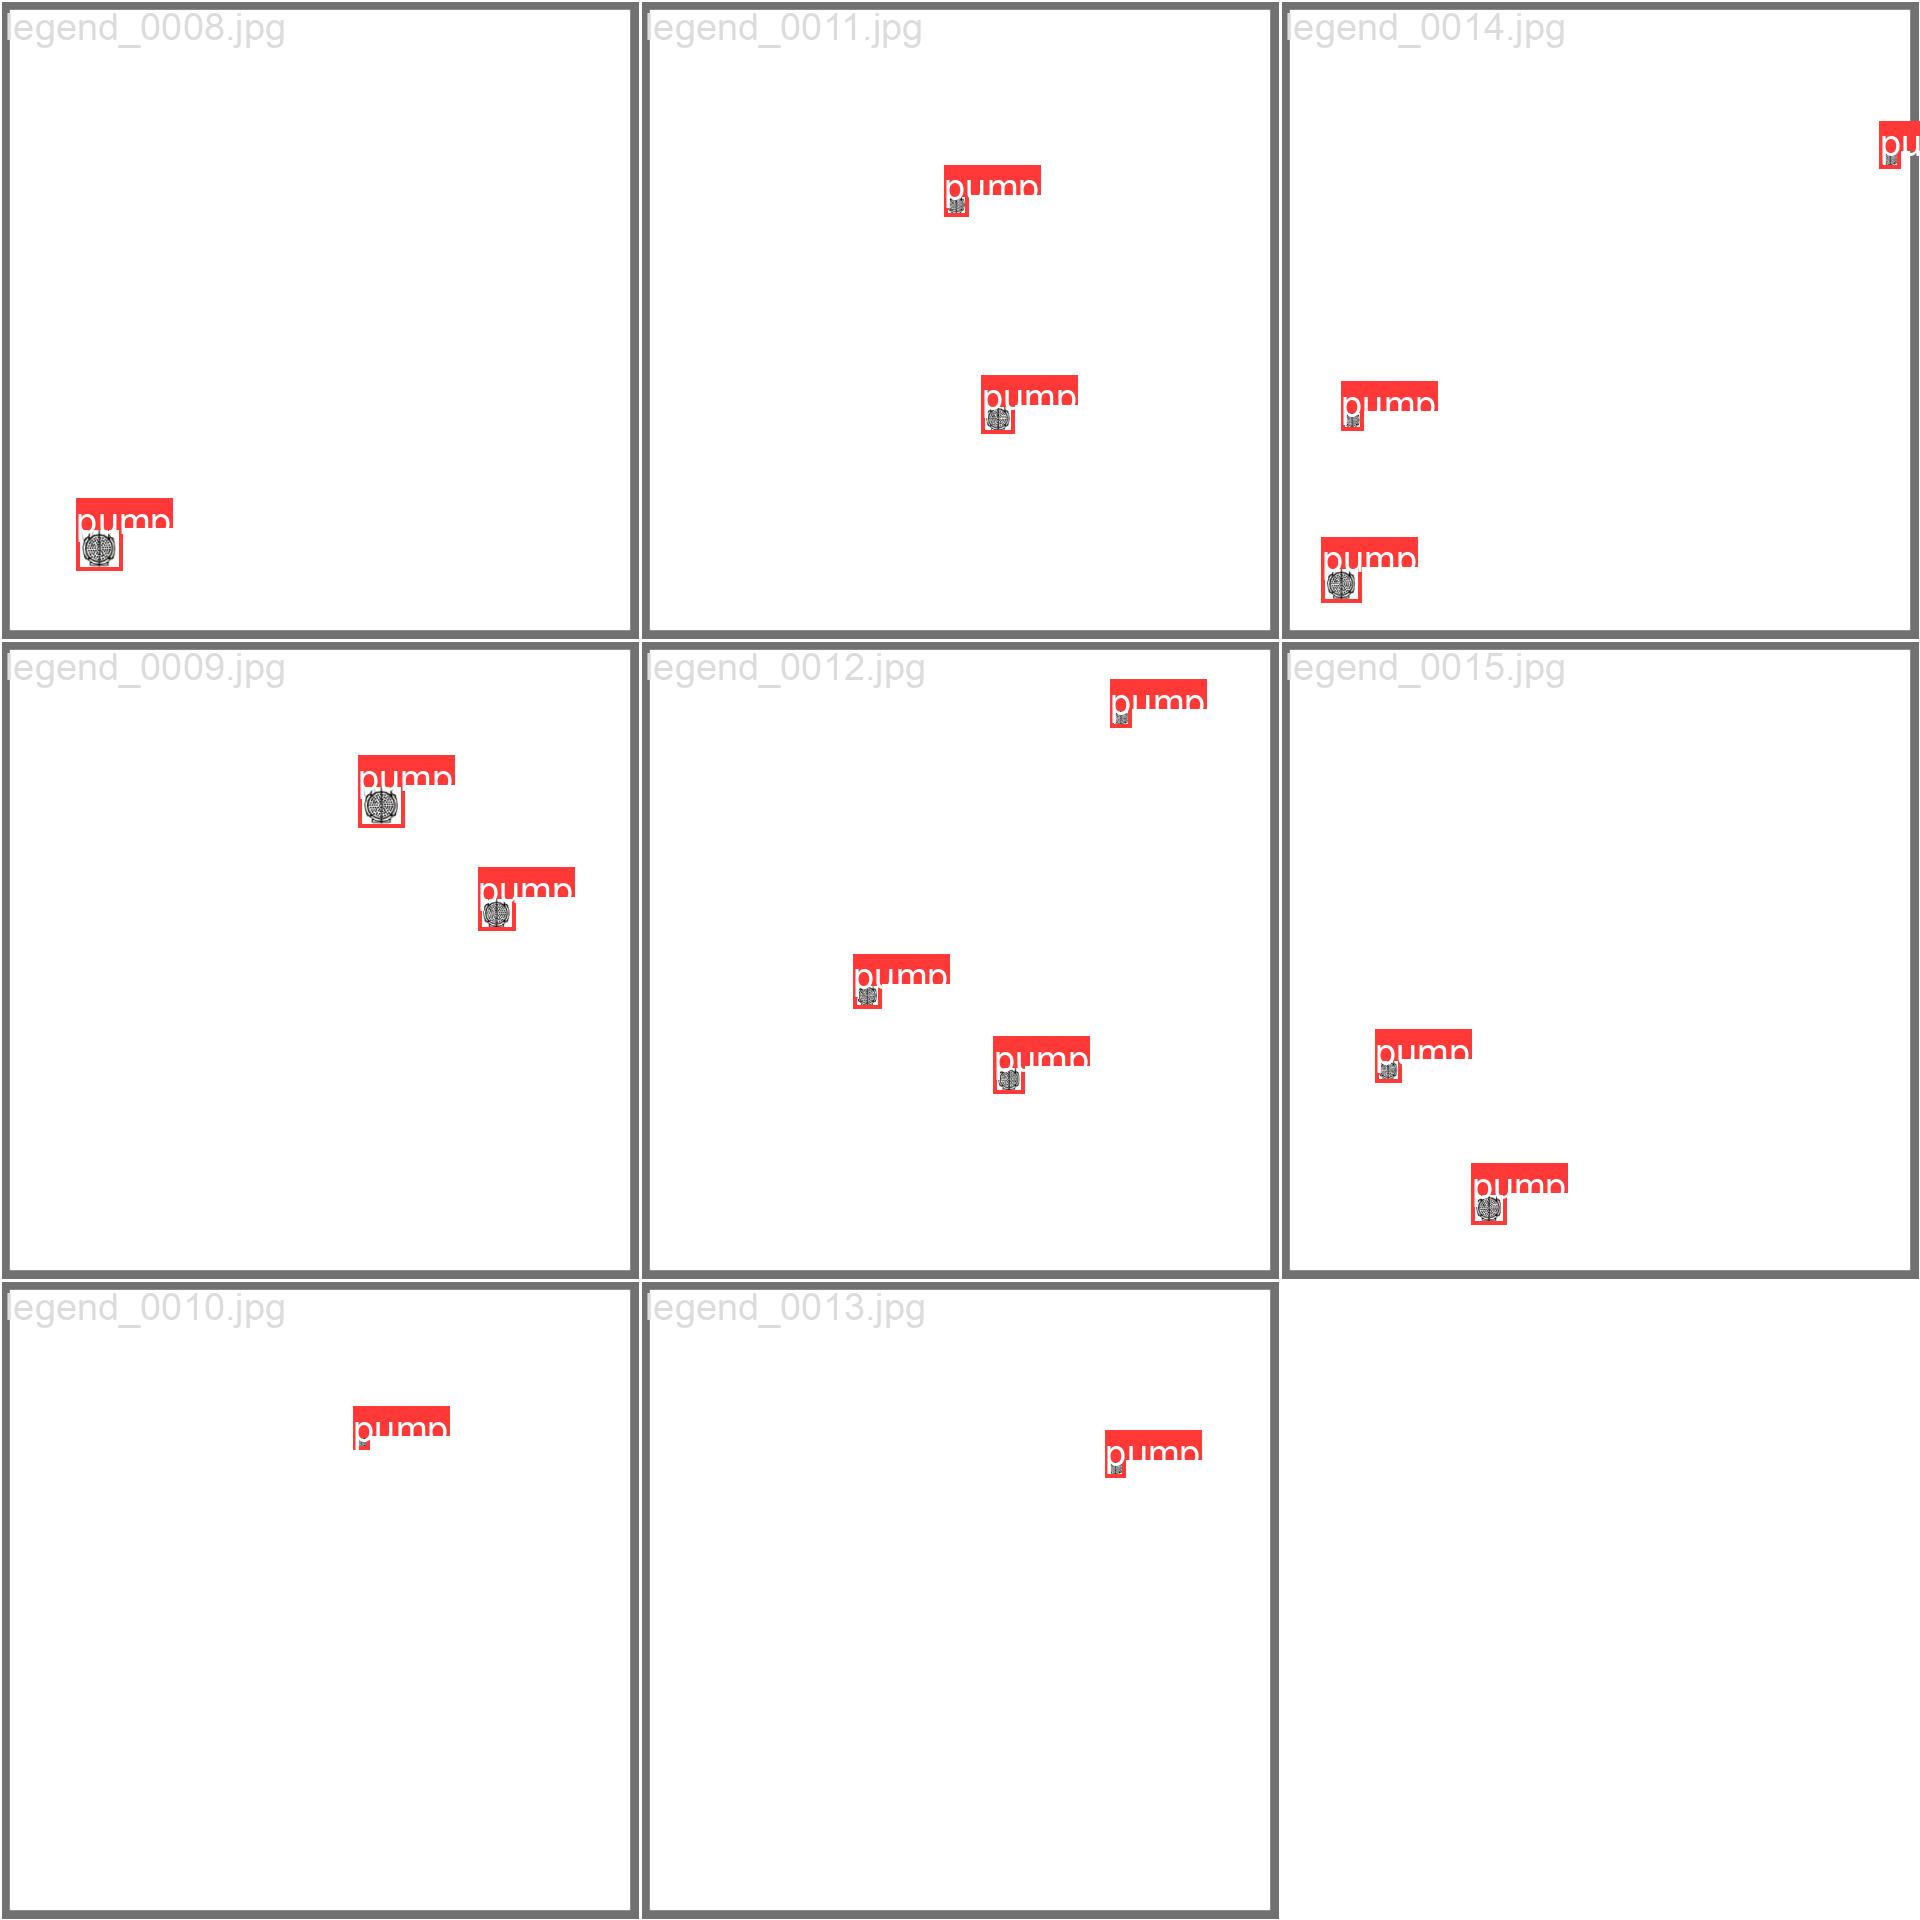 legend_0008.jpg
pump
legend_0011.jpg
pump
pump
legend_0014.jpg
pu
pump
pump
legend_0009.jpg
pump
pump
legend_0012.jpg
pump
pump
pump
legend_0015.jpg
pump
pump
legend_0010.jpg
pump
legend_0013.jpg
pump